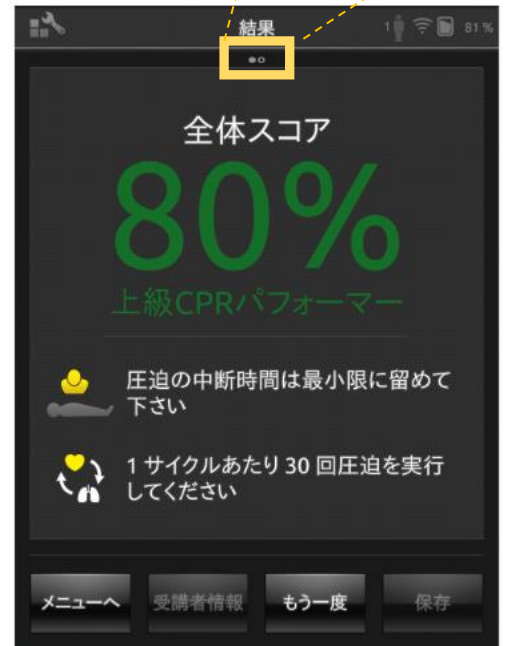 結果
1
81 %
全体スコア
80%
上級CPRパフォーマー
圧迫の中断時間は最小限に留めて
下さい
1 サイクルあたり 30 回圧迫を実行
してください
メニューへ
受講者情報
もう一度
保存